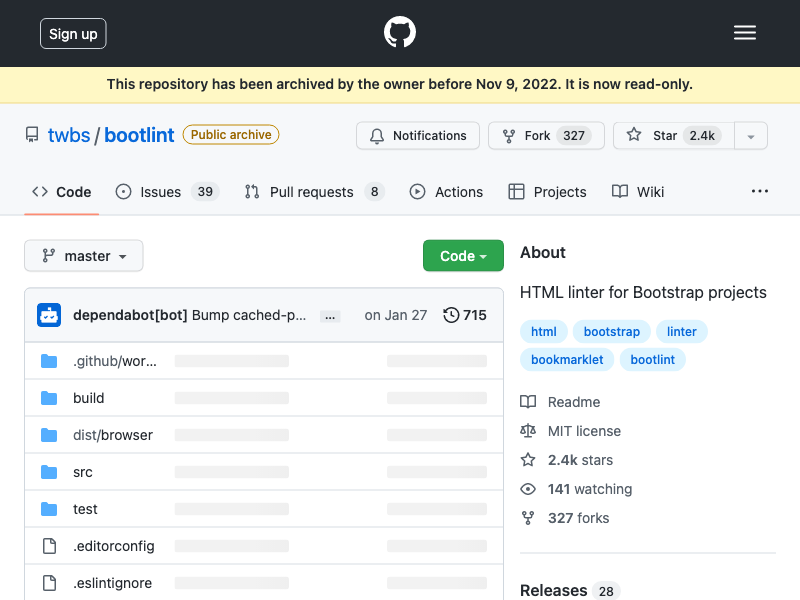 Sign up
This repository has been archived by the owner before Nov 9, 2022. It is now read-only.
twbs / bootlint Public archive
Notifications Fork 327 Star 2.4k
Code Issues 39 Pull requests 8 Actions Projects Wiki
master Code
dependabot[bot] Bump cached-p... ... on Jan 27 715
.github/wor...
build
dist/browser
src
test
.editorconfig
.eslintignore
About
HTML linter for Bootstrap projects
html bootstrap linter
bookmarklet bootlint
Readme
MIT license
2.4k stars
141 watching
327 forks
Releases 28